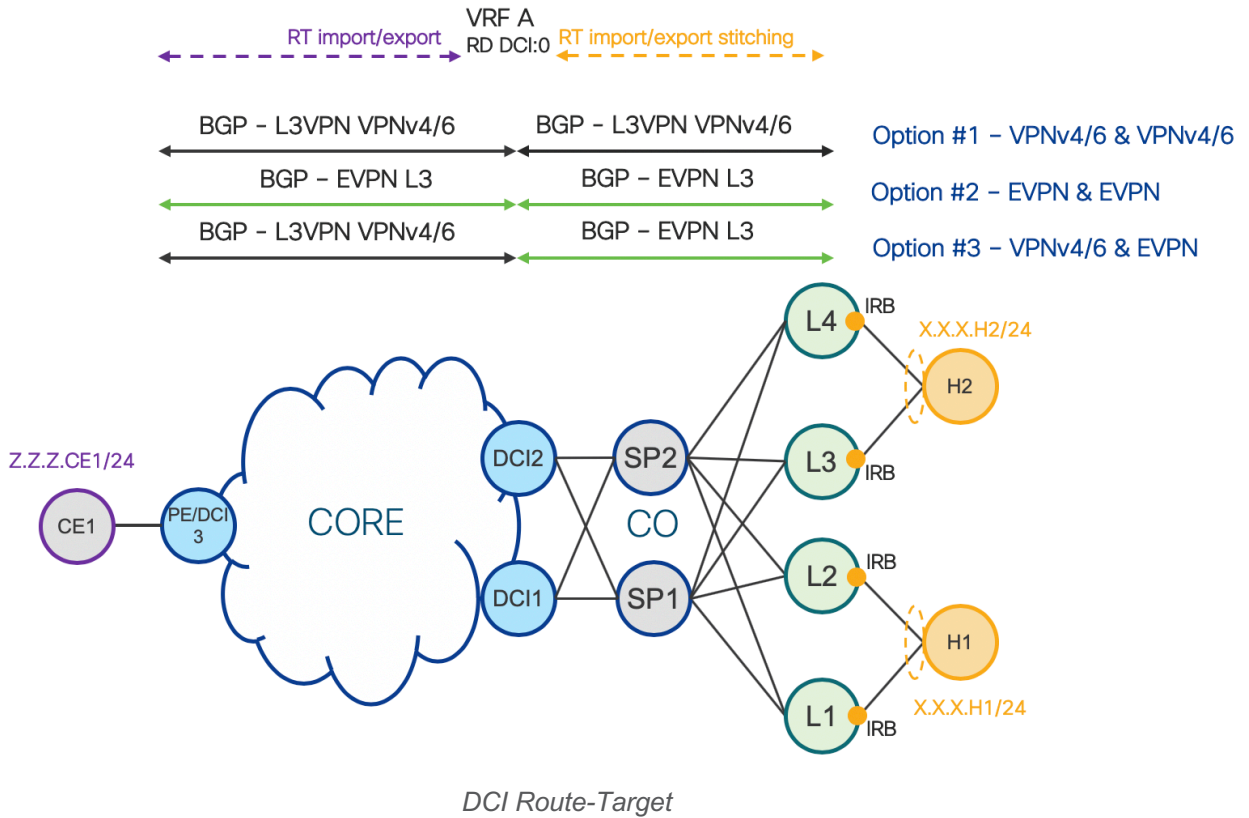 VRF A
RT import/export
RD DCI:0
RT import/export stitching
BGP - L3VPN VPNv4/6
BGP - L3VPN VPNv4/6
Option #1 - VPNv4/6 & VPNv4/6
BGP - EVPN L3
BGP - EVPN L3
Option #2 - EVPN & EVPN
BGP - L3VPN VPNv4/6
BGP - EVPN L3
Option #3 - VPNv4/6 & EVPN
L4
IRB
X.X.X.H2/24
H2
Z.Z.Z.CE1/24
DCI2
SP2
L3
IRB
CE1
PE/DCI
3
CORE
CO
DCI1
SP1
L2
IRB
H1
X.X.X.H1/24
L1
IRB
DCI Route-Target